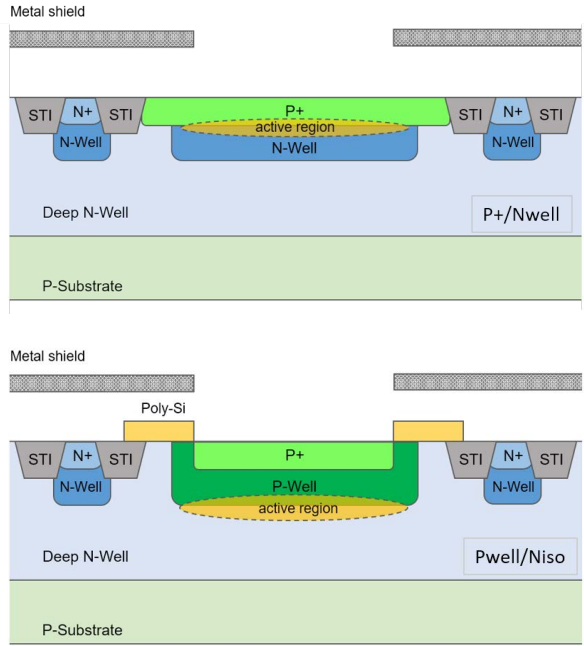 Metal shield
STI N+ STI P+ STI N+ STI
active region
N-Well N-Well N-Well
Deep N-Well
P+/Nwell
P-Substrate
Metal shield
Poly-Si
STI N+ STI P+ STI N+ STI
N-Well P-Well N-Well
active region
Deep N-Well
Pwell/Niso
P-Substrate